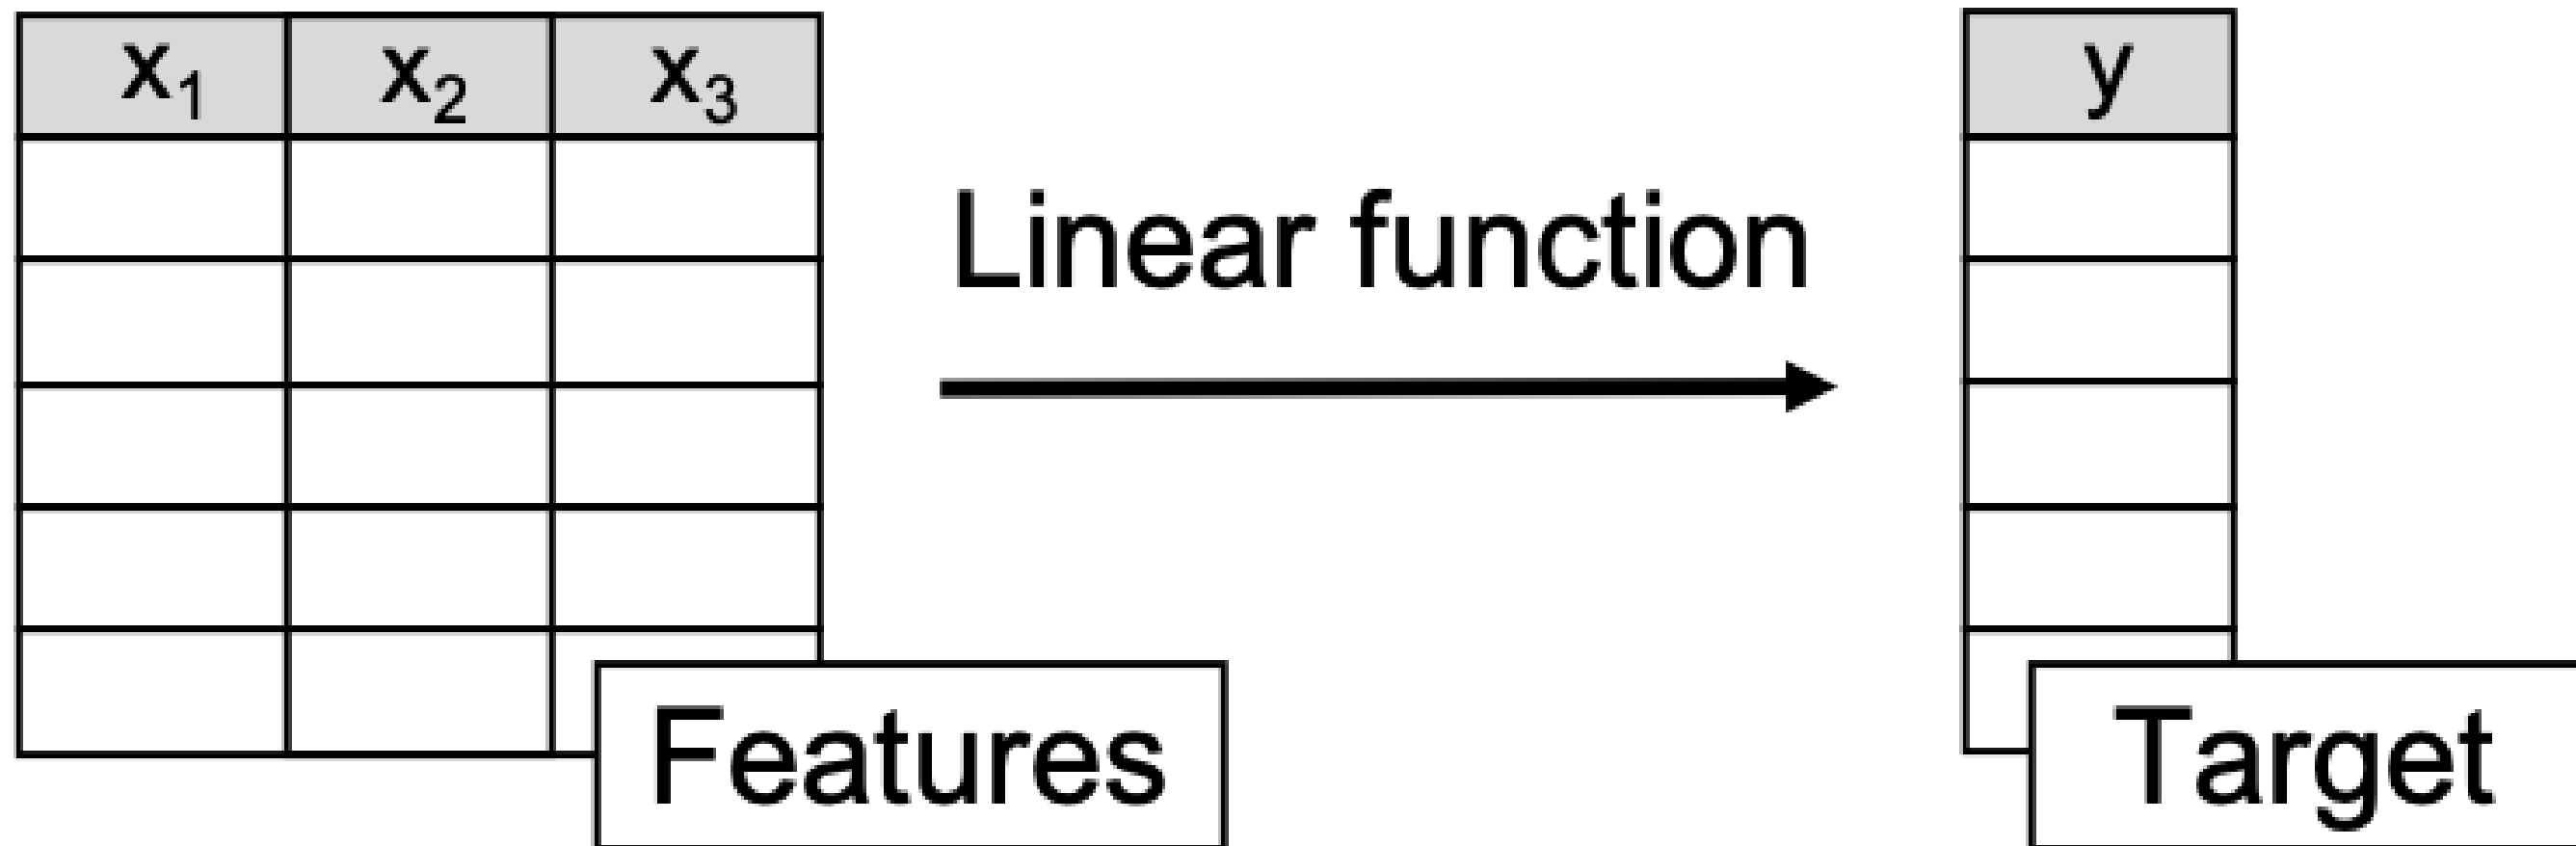 x₁ x₂ x₃ y
Linear function
Features Target